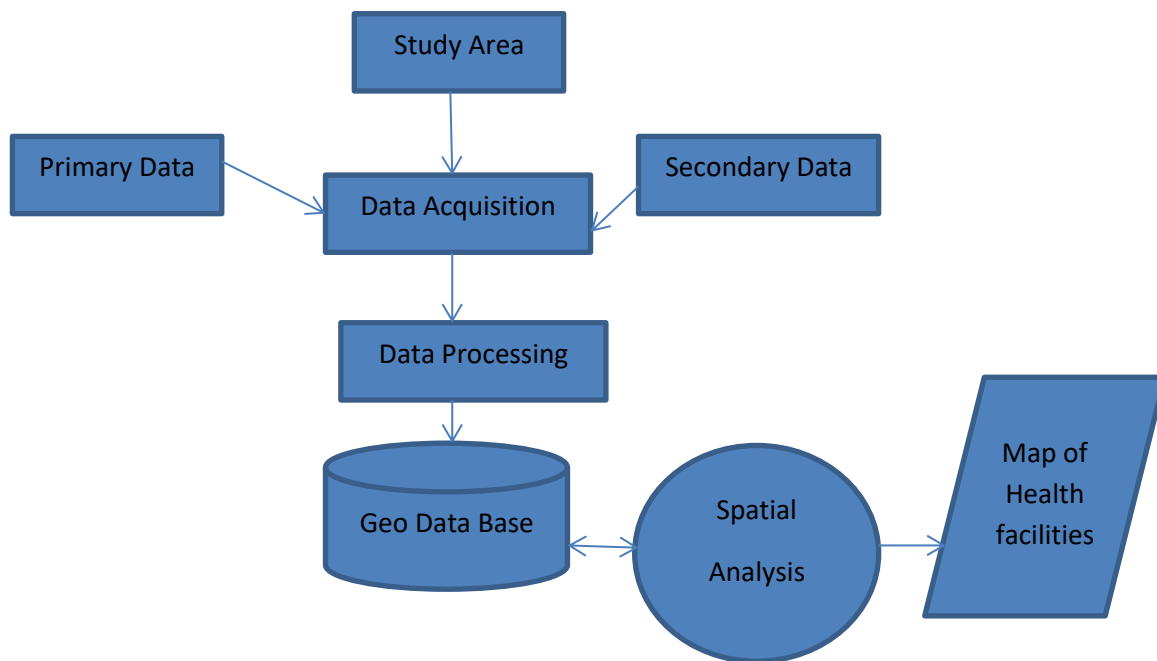 Study Area
Primary Data
Secondary Data
Data Acquisition
Data Processing
Geo Data Base
Spatial
Analysis
Map of
Health
facilities